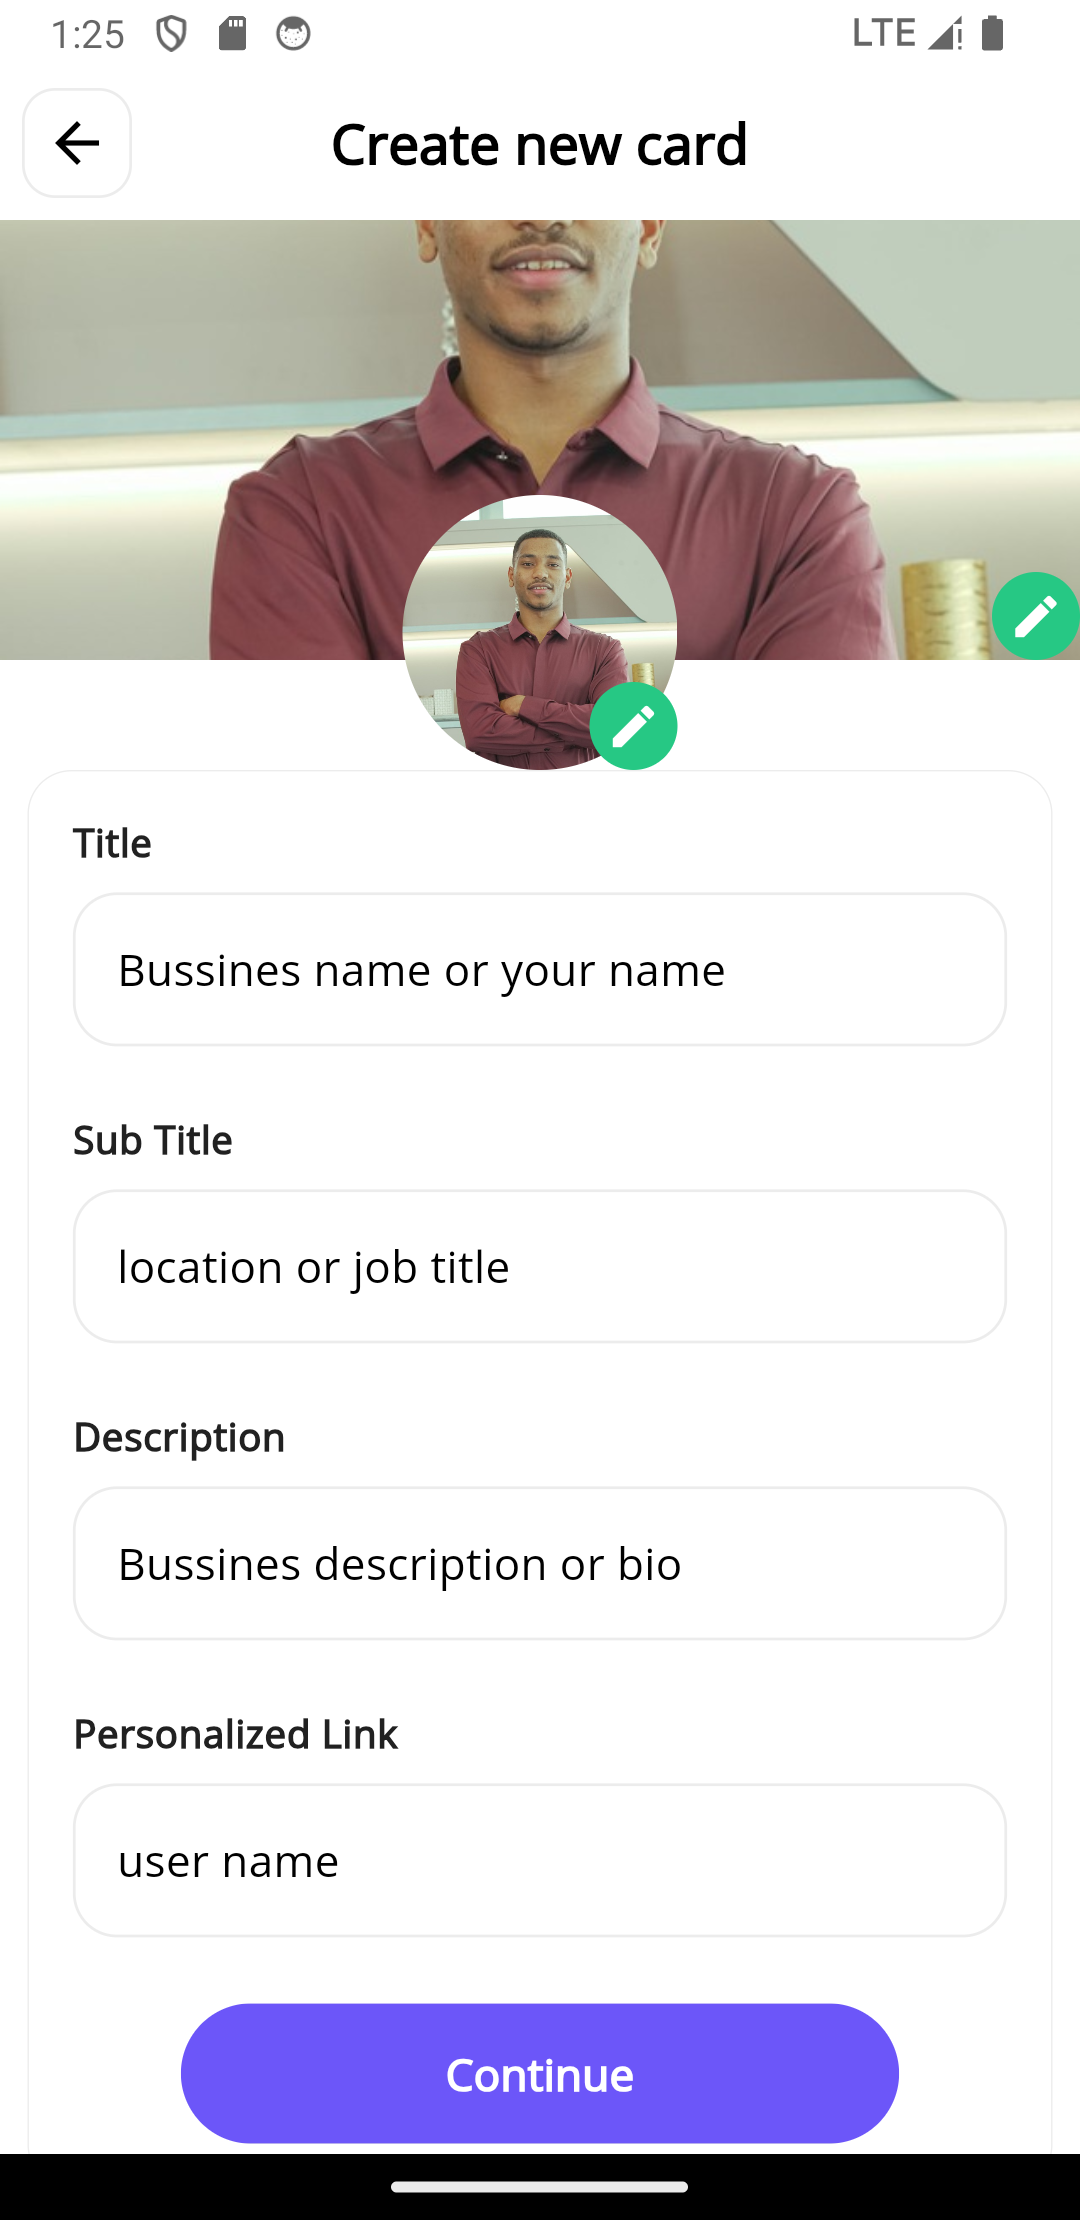 1:25 LTE
Create new card
Title
Bussines name or your name
Sub Title
location or job title
Description
Bussines description or bio
Personalized Link
user name
Continue